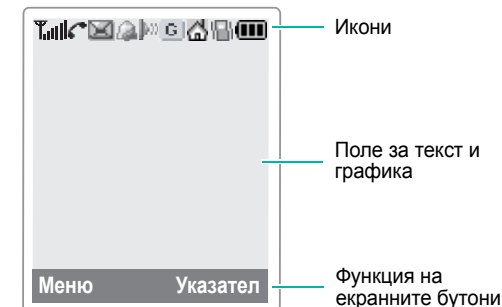 G
Икони
Поле за текст и
графика
Меню
Указател
Функция на
екранните бутони